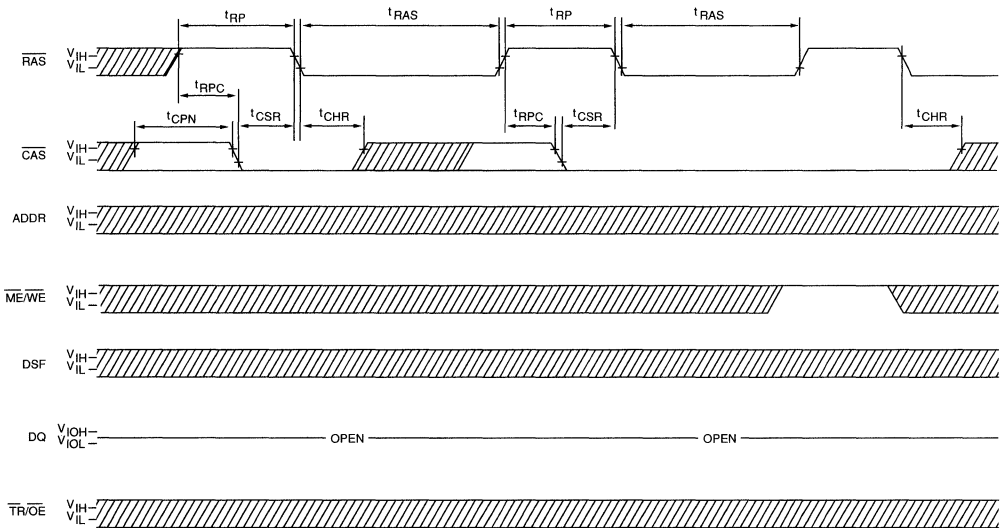 tRP
tRAS
tRP
tRAS
RAS
VIH
VIL
tRPC
tCPN
tCSR
tCHR
tRPC
tCSR
tCHR
CAS
VIH
VIL
ADDR
VIH
VIL
ME/WE
VIH
VIL
DSF
VIH
VIL
DQ
VIOH
VIOL
OPEN
OPEN
TR/OE
VIH
VIL